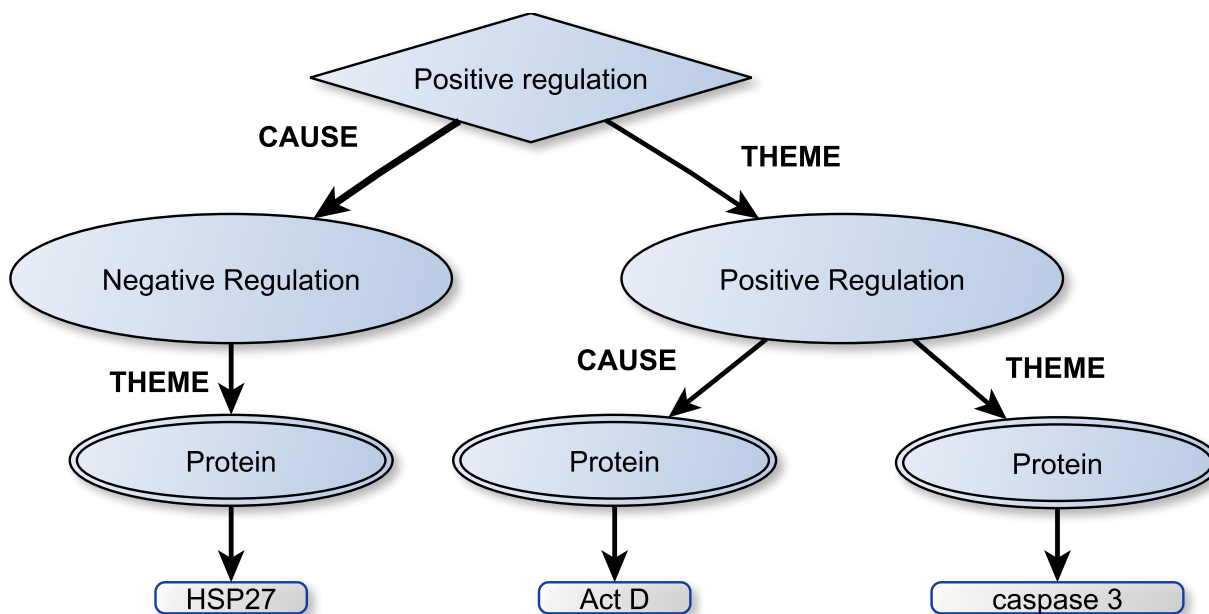 Positive regulation
CAUSE
THEME
Negative Regulation
Positive Regulation
THEME
CAUSE
THEME
Protein
Protein
Protein
HSP27
Act D
caspase 3